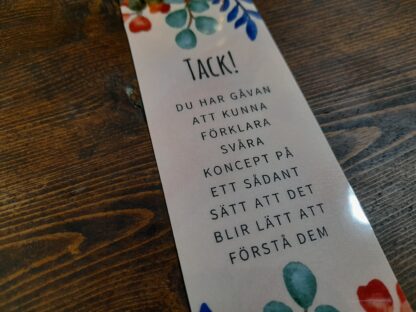 TACK!
DU HAR GÅVAN
ATT KUNNA
FÖRKLARA
SVÅRA
KONCEPT PÅ
ETT SÅDANT
SÄTT ATT DET
BLIR LÄTT ATT
FÖRSTÅ DEM